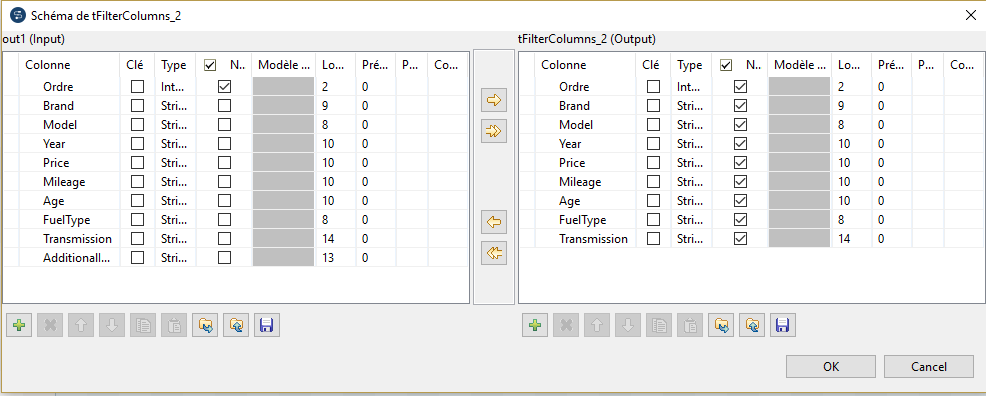 Schéma de tFilterColumns_2
out1 (Input)
tFilterColumns_2 (Output)
Colonne Clé Type N.. Modèle ... Lo... Pré... P... Co...
Ordre Int... 2 0
Brand Stri... 9 0
Model Stri... 8 0
Year Stri... 10 0
Price Stri... 10 0
Mileage Stri... 10 0
Age Stri... 10 0
FuelType Stri... 8 0
Transmission Stri... 14 0
Additionall... Stri... 13 0
Colonne Clé Type N.. Modèle ... Lo... Pré... P... Co...
Ordre Int... 2 0
Brand Stri... 9 0
Model Stri... 8 0
Year Stri... 10 0
Price Stri... 10 0
Mileage Stri... 10 0
Age Stri... 10 0
FuelType Stri... 8 0
Transmission Stri... 14 0
OK
Cancel